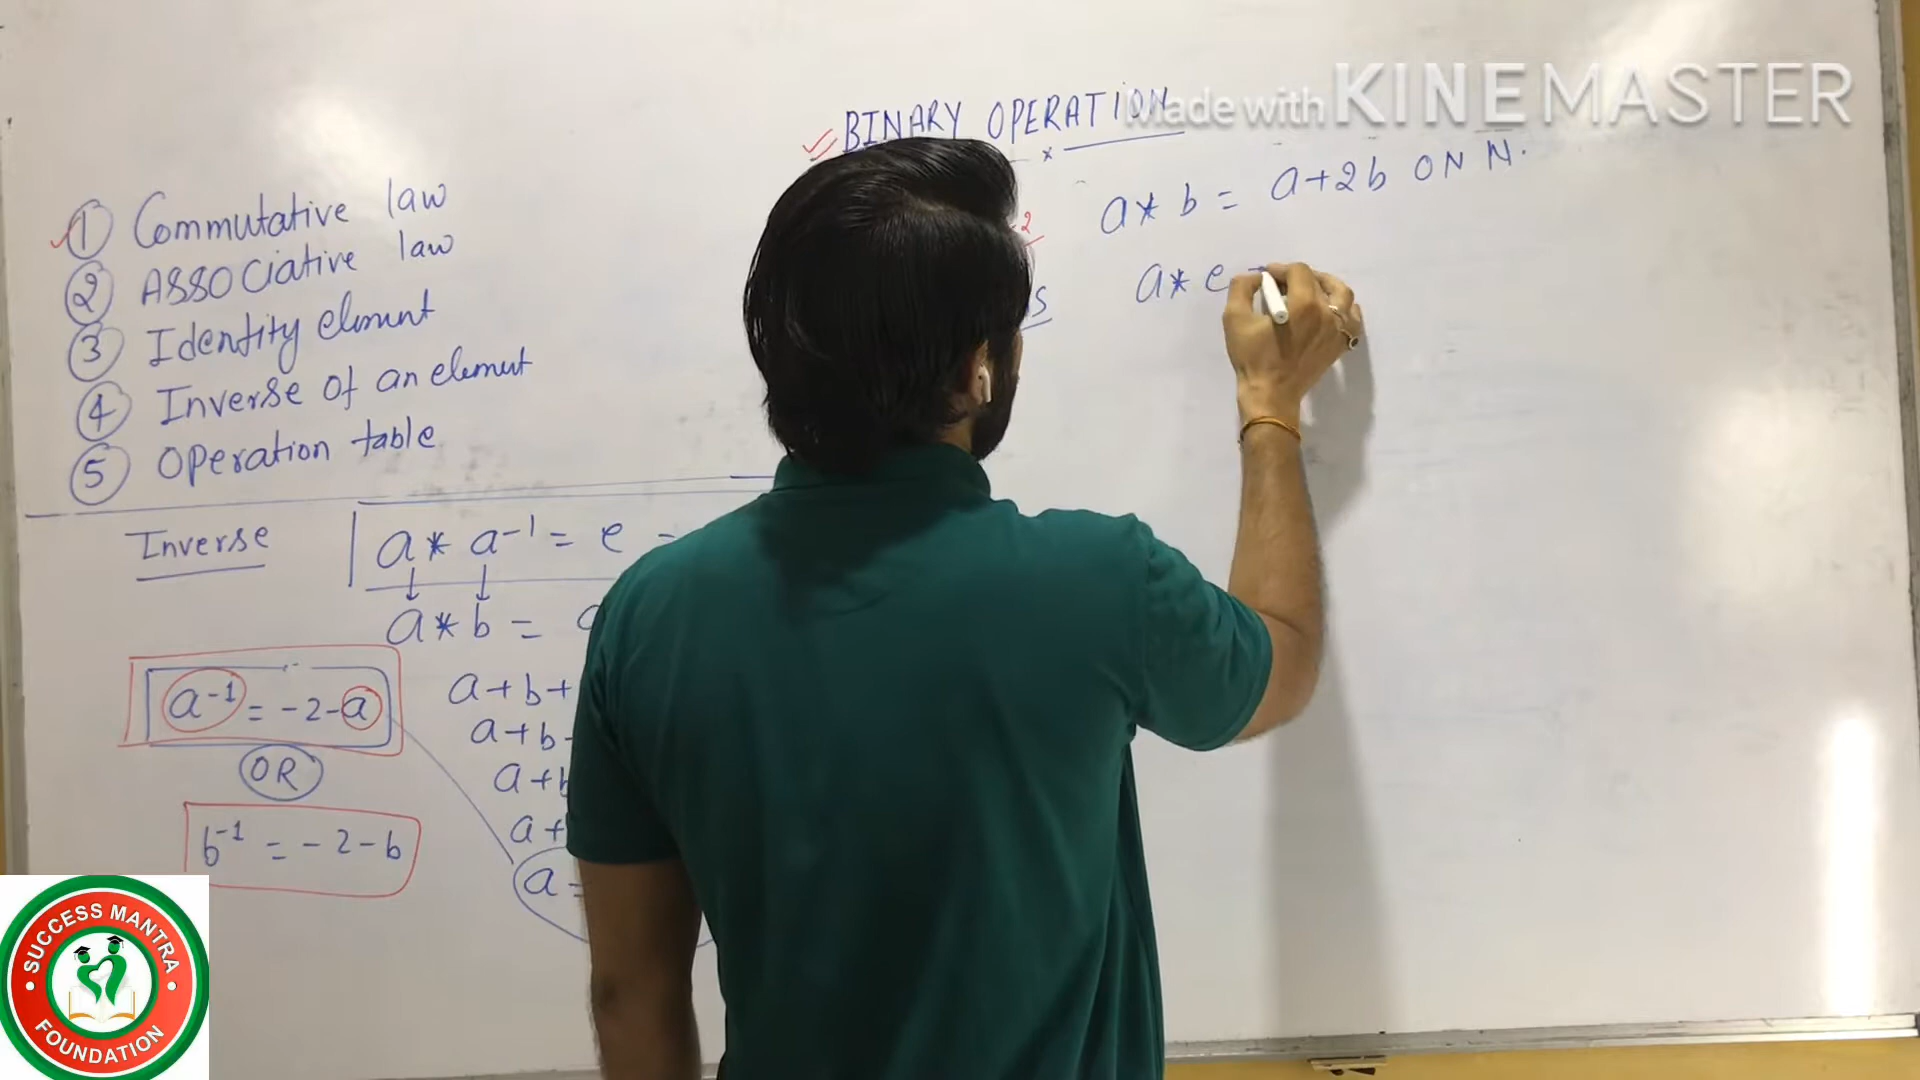 Made with KINEMASTER
BINARY OPERATION
① Commutative law
② Associative law
③ Identity element
④ Inverse of an element
⑤ Operation table
a * b = a+2b ON N.
a * e =
Inverse
a * a⁻¹ = e =
a * b =
a + b +
a + b
a +
a +
a =
a⁻¹ = -2-a
OR
b⁻¹ = -2-b
SUCCESS MANTRA
FOUNDATION